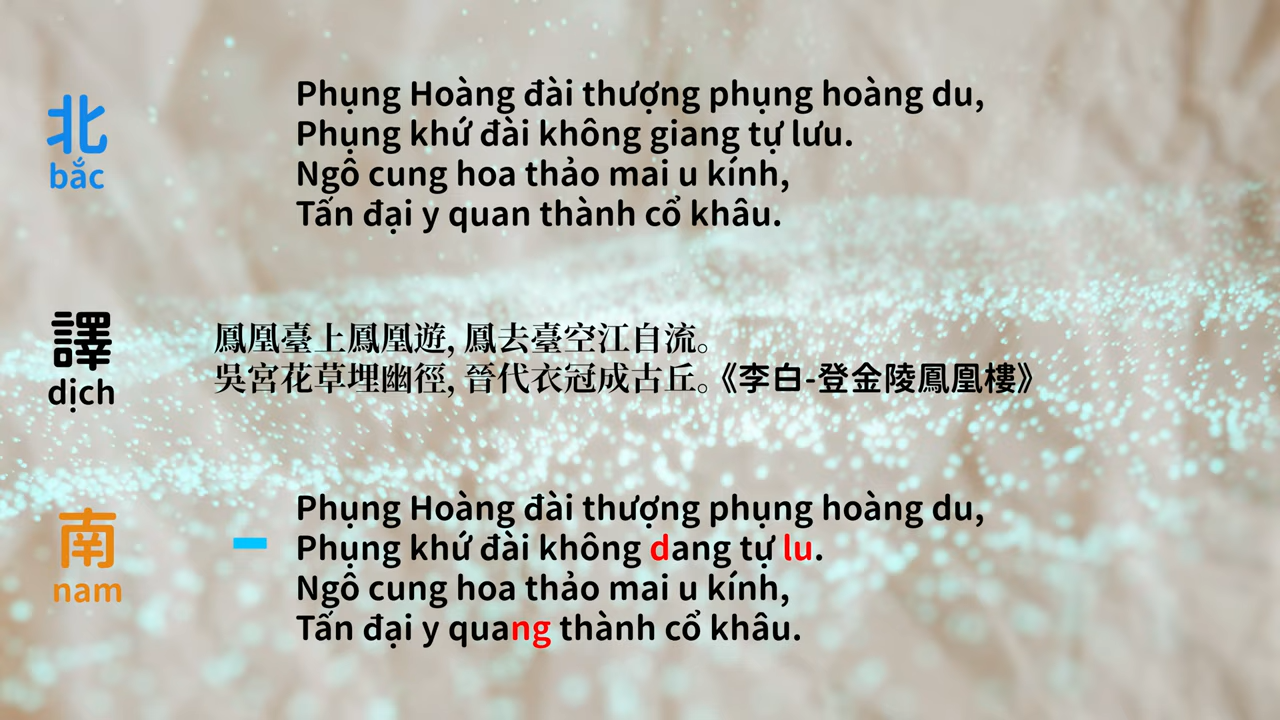 北
bắc
Phụng Hoàng đài thượng phụng hoàng du,
Phụng khứ đài không giang tự lưu.
Ngô cung hoa thảo mai u kính,
Tấn đại y quan thành cổ khâu.
譯
dịch
鳳凰臺上鳳凰遊, 鳳去臺空江自流。
吳宮花草埋幽徑, 晉代衣冠成古丘。《李白-登金陵鳳凰樓》
南
nam
Phụng Hoàng đài thượng phụng hoàng du,
Phụng khứ đài không dang tự lu.
Ngô cung hoa thảo mai u kính,
Tấn đại y quang thành cổ khâu.